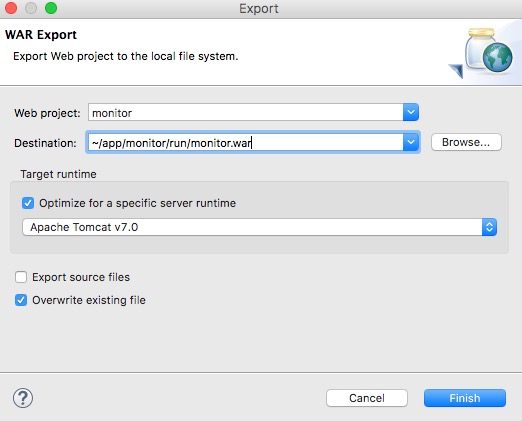 Export
WAR Export
Export Web project to the local file system.
Web project: monitor
Destination: ~/app/monitor/run/monitor.war Browse...
Target runtime
Optimize for a specific server runtime
Apache Tomcat v7.0
Export source files
Overwrite existing file
? Cancel Finish